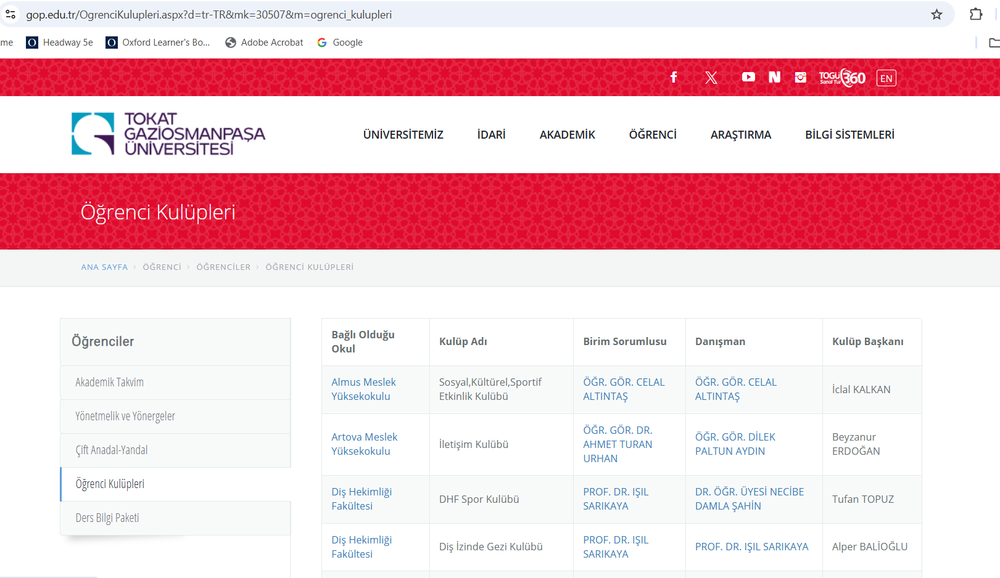 gop.edu.tr/OgrenciKulupleri.aspx?d=tr-TR&mk=30507&m=ogrenci_kulupleri
me Headway 5e Oxford Learner's Bo... Adobe Acrobat Google
TOGÜ 360 Sanal Tur EN
TOKAT
GAZİOSMANPAŞA
ÜNİVERSİTESİ
ÜNİVERSİTEMİZ İDARİ AKADEMİK ÖĞRENCİ ARAŞTIRMA BİLGİ SİSTEMLERİ
Öğrenci Kulüpleri
ANA SAYFA > ÖĞRENCİ > ÖĞRENCİLER > ÖĞRENCİ KULÜPLERİ
Öğrenciler
Akademik Takvim
Yönetmelik ve Yönergeler
Çift Anadal-Yandal
Öğrenci Kulüpleri
Ders Bilgi Paketi
Bağlı Olduğu
Okul
Kulüp Adı
Birim Sorumlusu
Danışman
Kulüp Başkanı
Almus Meslek
Yüksekokulu
Sosyal,Kültürel,Sportif
Etkinlik Kulübü
ÖĞR. GÖR. CELAL
ALTINTAŞ
ÖĞR. GÖR. CELAL
ALTINTAŞ
İclal KALKAN
Artova Meslek
Yüksekokulu
İletişim Kulübü
ÖĞR. GÖR. DR.
AHMET TURAN
URHAN
ÖĞR. GÖR. DİLEK
PALTUN AYDIN
Beyzanur
ERDOĞAN
Diş Hekimliği
Fakültesi
DHF Spor Kulübü
PROF. DR. IŞIL
SARIKAYA
DR. ÖĞR. ÜYESİ NECİBE
DAMLA ŞAHİN
Tufan TOPUZ
Diş Hekimliği
Fakültesi
Diş İzinde Gezi Kulübü
PROF. DR. IŞIL
SARIKAYA
PROF. DR. IŞIL SARIKAYA
Alper BALİOĞLU